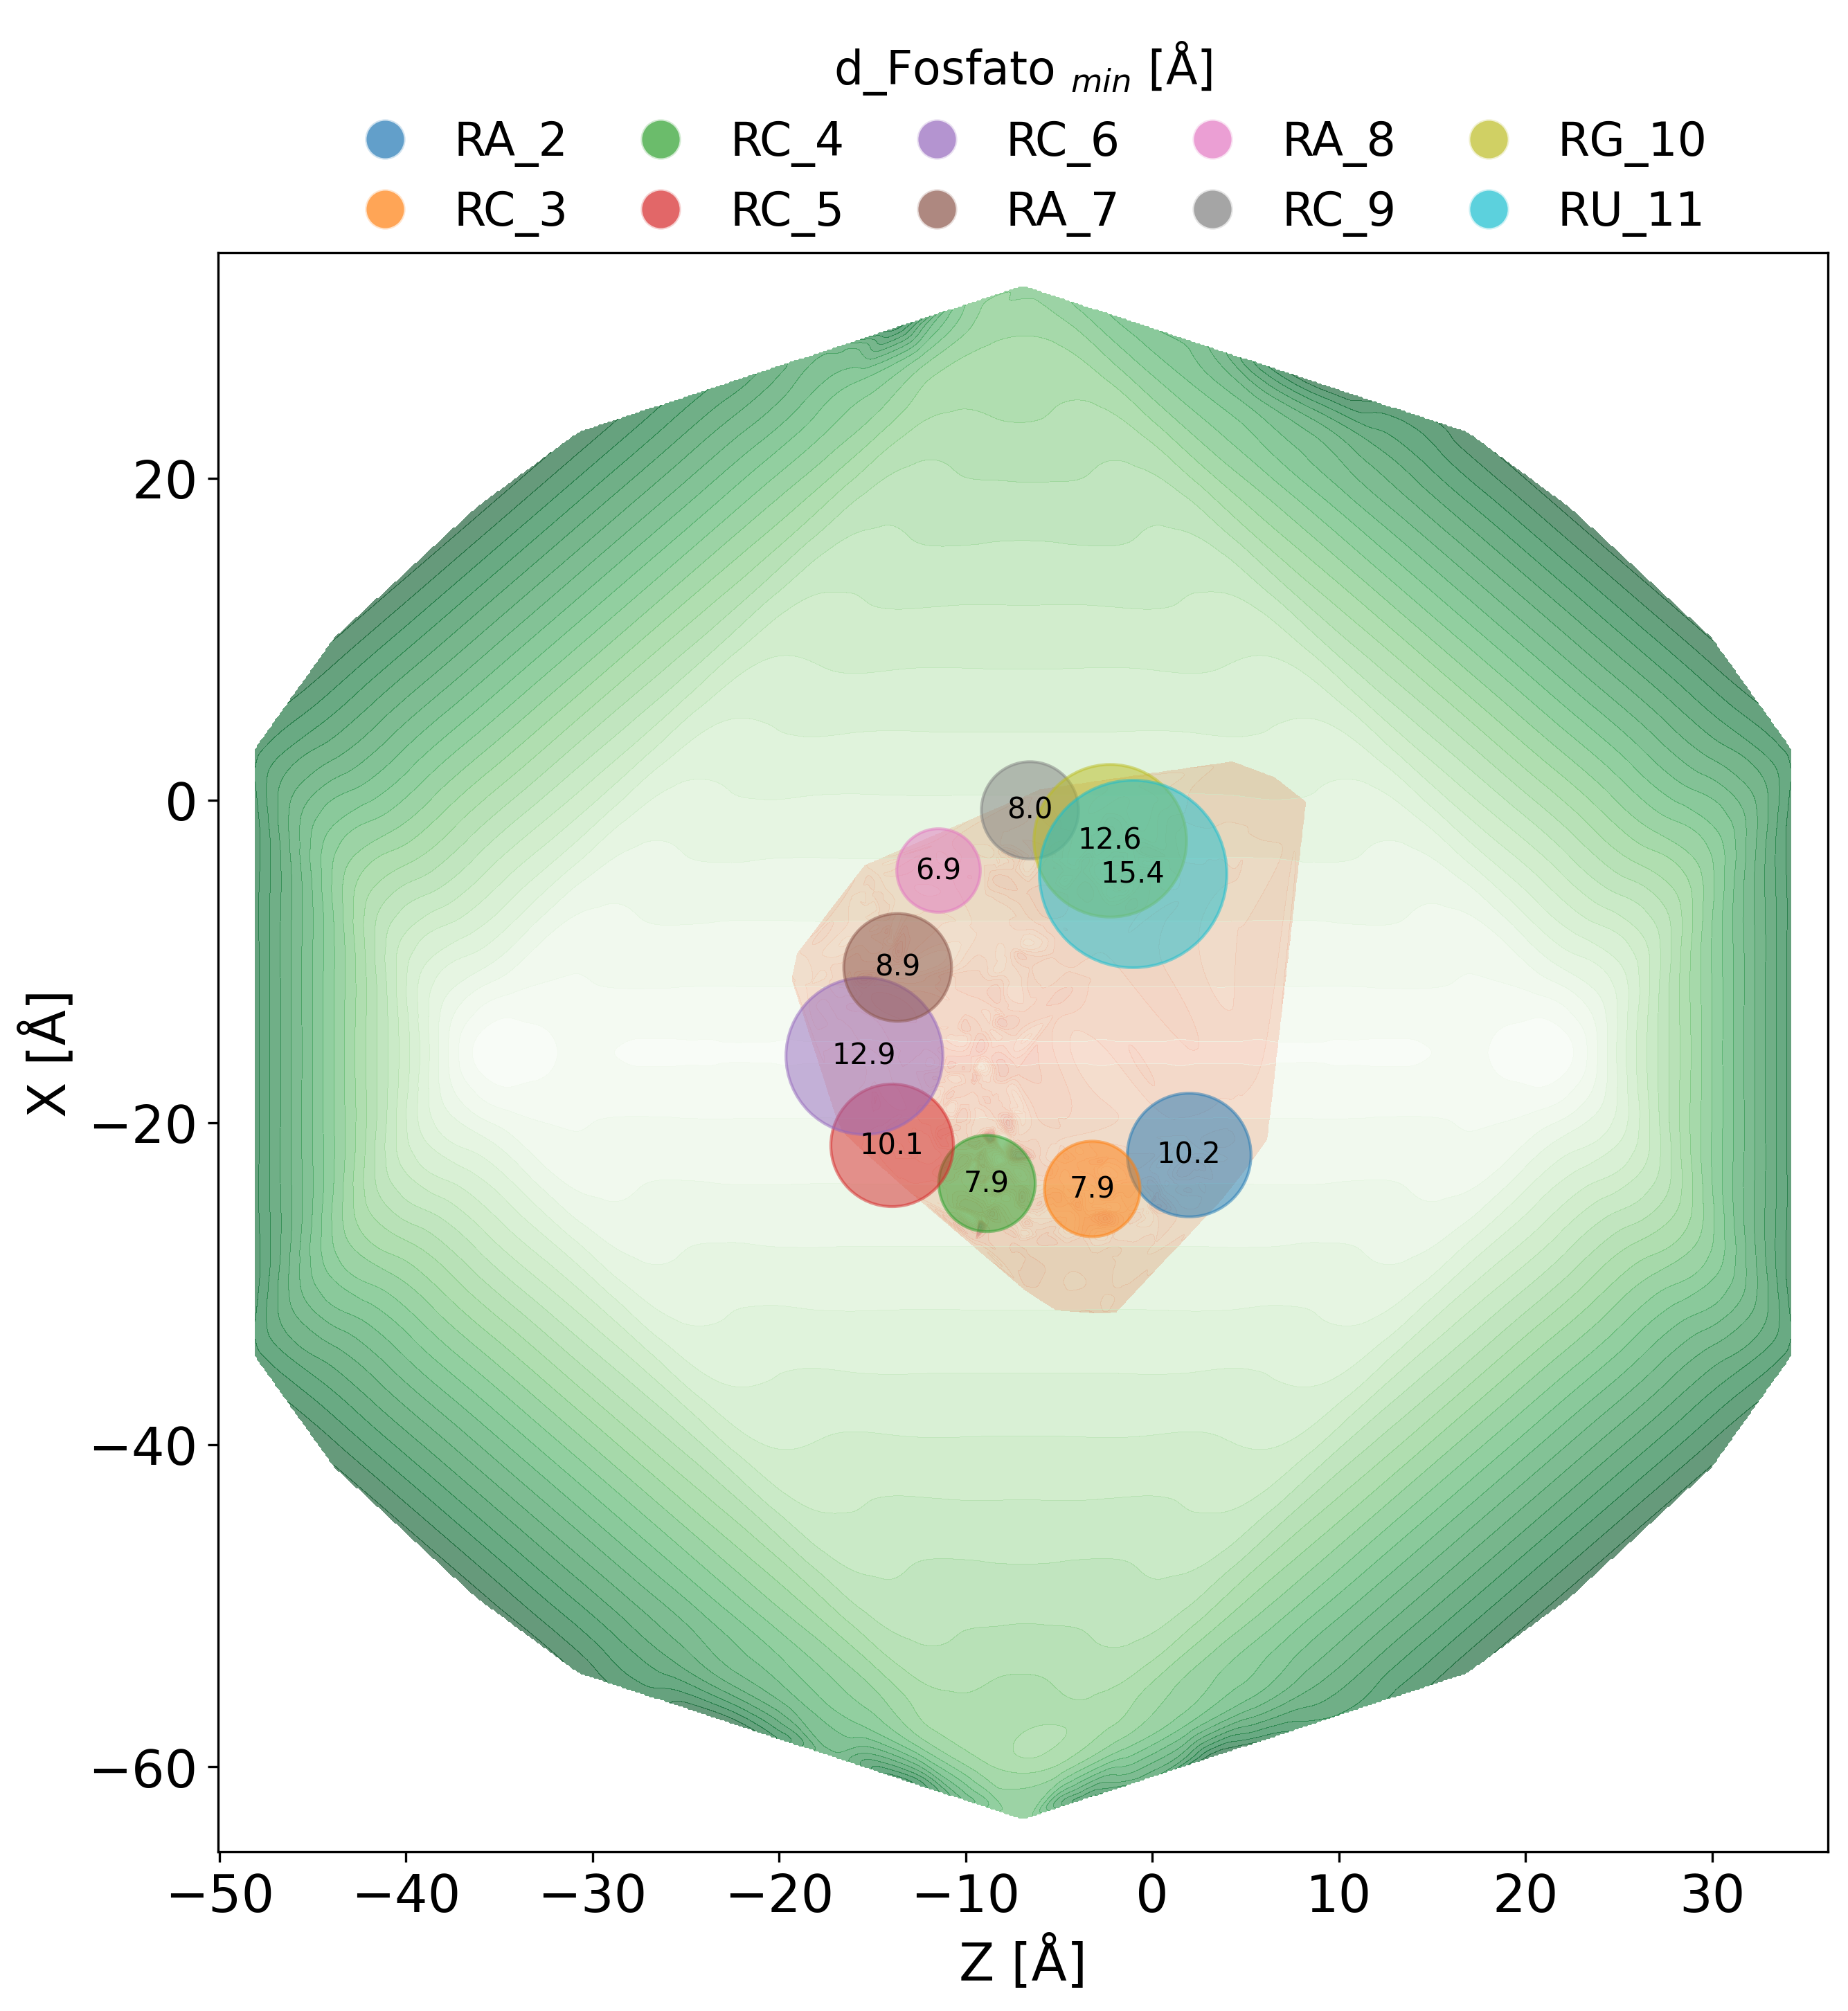 d_Fosfato min [Å]
RA_2 RC_4 RC_6 RA_8 RG_10
RC_3 RC_5 RA_7 RC_9 RU_11
20
0
−20
−40
−60
X [Å]
8.0
12.6
15.4
6.9
8.9
12.9
10.1
10.2
7.9
7.9
−50 −40 −30 −20 −10 0 10 20 30
Z [Å]